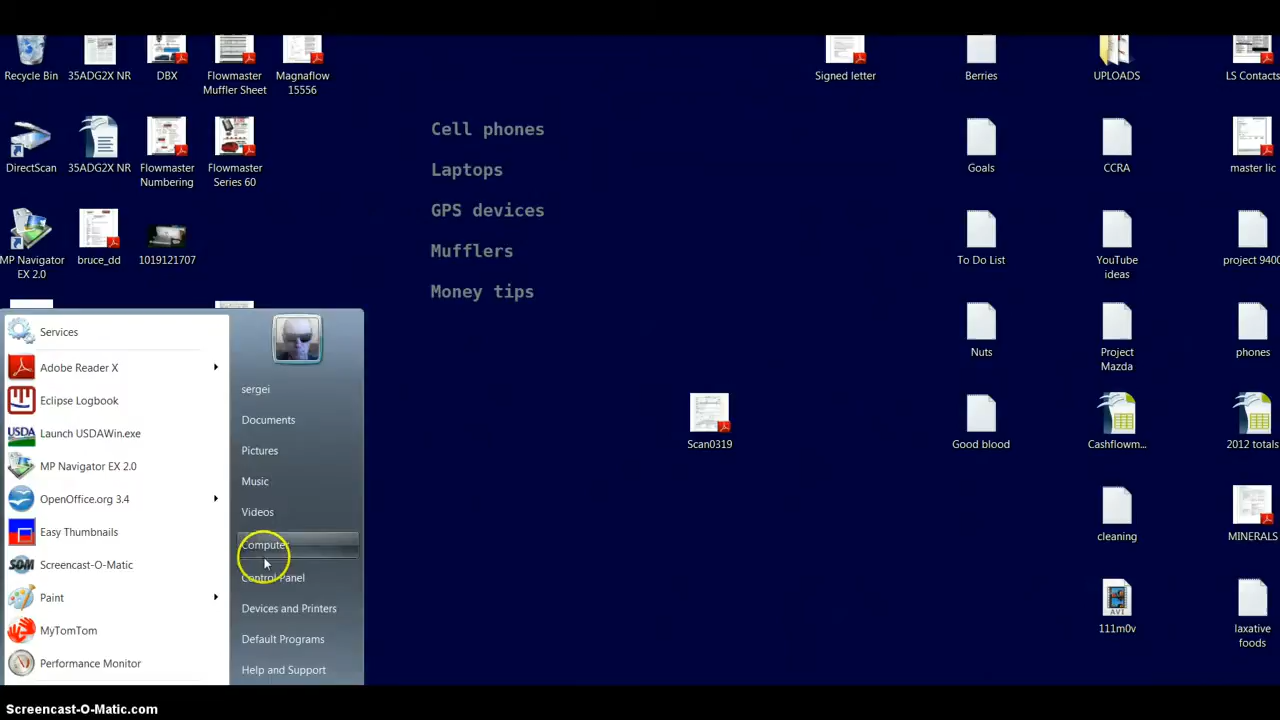 Recycle Bin
35ADG2X NR
DBX
Flowmaster
Muffler Sheet
Magnaflow
15556
Signed letter
Berries
UPLOADS
LS Contacts
DirectScan
35ADG2X NR
Flowmaster
Numbering
Flowmaster
Series 60
Cell phones
Laptops
GPS devices
Mufflers
Money tips
Goals
CCRA
master lic
MP Navigator
EX 2.0
bruce_dd
1019121707
To Do List
YouTube
ideas
project 9400
Nuts
Project
Mazda
phones
Scan0319
Good blood
Cashflowm...
2012 totals
cleaning
MINERALS
111m0v
AVI
laxative
foods
Services
Adobe Reader X
Eclipse Logbook
USDA
Launch USDAWin.exe
MP Navigator EX 2.0
OpenOffice.org 3.4
Easy Thumbnails
SOM
Screencast-O-Matic
Paint
MyTomTom
Performance Monitor
sergei
Documents
Pictures
Music
Videos
Computer
Control Panel
Devices and Printers
Default Programs
Help and Support
Screencast-O-Matic.com